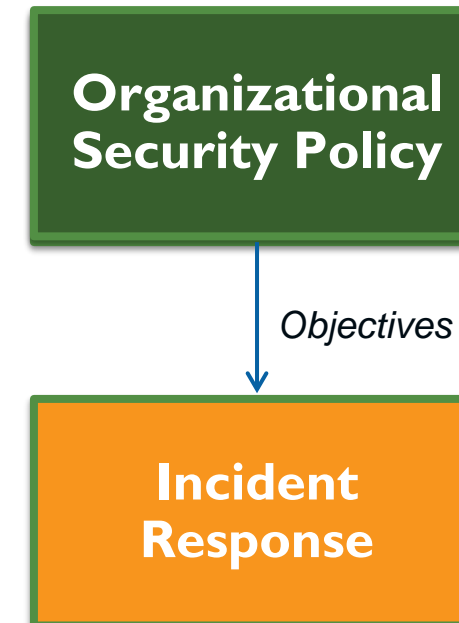 Organizational
Security Policy
Objectives
Incident
Response